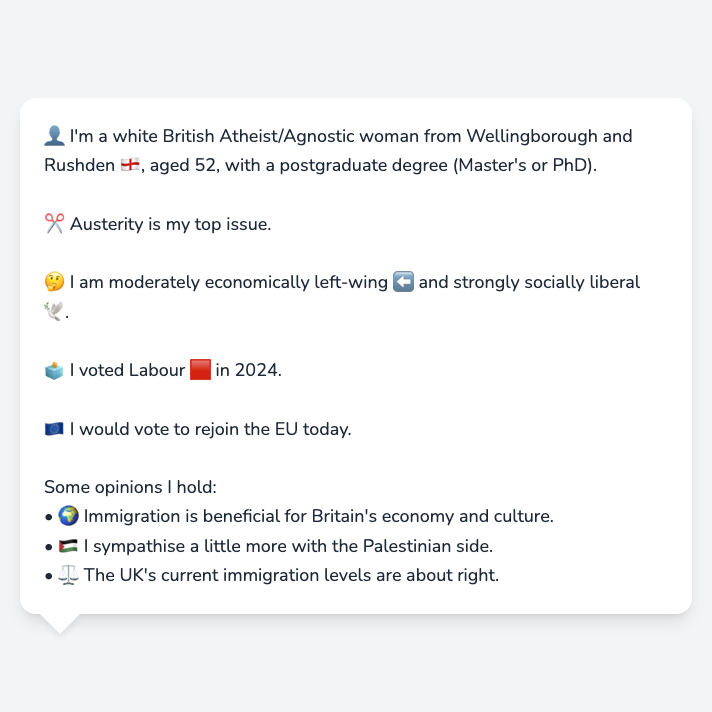 👤 I'm a white British Atheist/Agnostic woman from Wellingborough and
Rushden 🏴󠁧󠁢󠁥󠁮󠁧󠁿, aged 52, with a postgraduate degree (Master's or PhD).
✂️ Austerity is my top issue.
🤔 I am moderately economically left-wing ⬅️ and strongly socially liberal
🕊️.
🗳️ I voted Labour 🟥 in 2024.
🇪🇺 I would vote to rejoin the EU today.
Some opinions I hold:
• 🌍 Immigration is beneficial for Britain's economy and culture.
• 🇵🇸 I sympathise a little more with the Palestinian side.
• ⚖️ The UK's current immigration levels are about right.